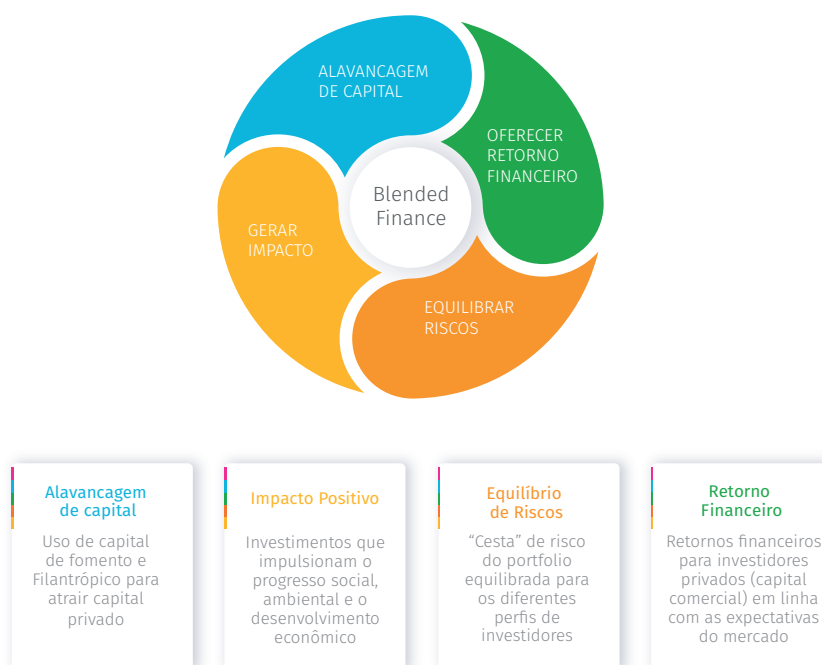 ALAVANCAGEM
DE CAPITAL
OFERECER
RETORNO
FINANCEIRO
Blended
Finance
GERAR
IMPACTO
EQUILIBRAR
RISCOS
Alavancagem
de capital
Uso de capital
de fomento e
Filantrópico para
atrair capital
privado
Impacto Positivo
Investimentos que
impulsionam o
progresso social,
ambiental e o
desenvolvimento
econômico
Equilíbrio
de Riscos
“Cesta” de risco
do portfolio
equilibrada para
os diferentes
perfis de
investidores
Retorno
Financeiro
Retornos financeiros
para investidores
privados (capital
comercial) em linha
com as expectativas
do mercado